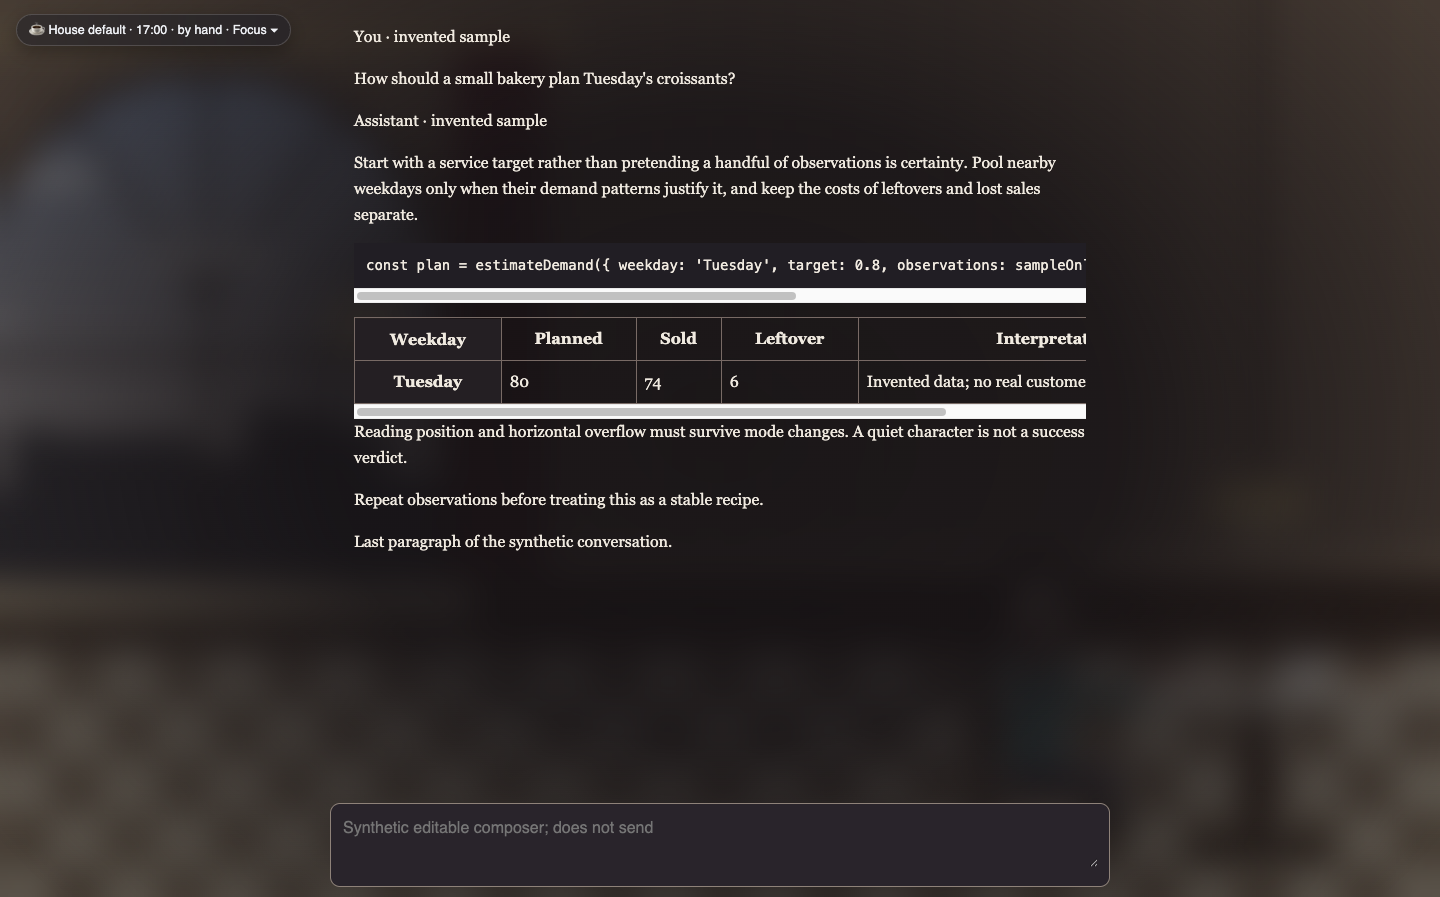 House default · 17:00 · by hand · Focus
You · invented sample
How should a small bakery plan Tuesday's croissants?
Assistant · invented sample
Start with a service target rather than pretending a handful of observations is certainty. Pool nearby
weekdays only when their demand patterns justify it, and keep the costs of leftovers and lost sales
separate.
const plan = estimateDemand({ weekday: 'Tuesday', target: 0.8, observations:
Weekday Planned Sold Leftover
Tuesday 80 74 6 Invented data; no real
Reading position and horizontal overflow must survive mode changes. A quiet character is not a success
verdict.
Repeat observations before treating this as a stable recipe.
Last paragraph of the synthetic conversation.
Synthetic editable composer; does not send